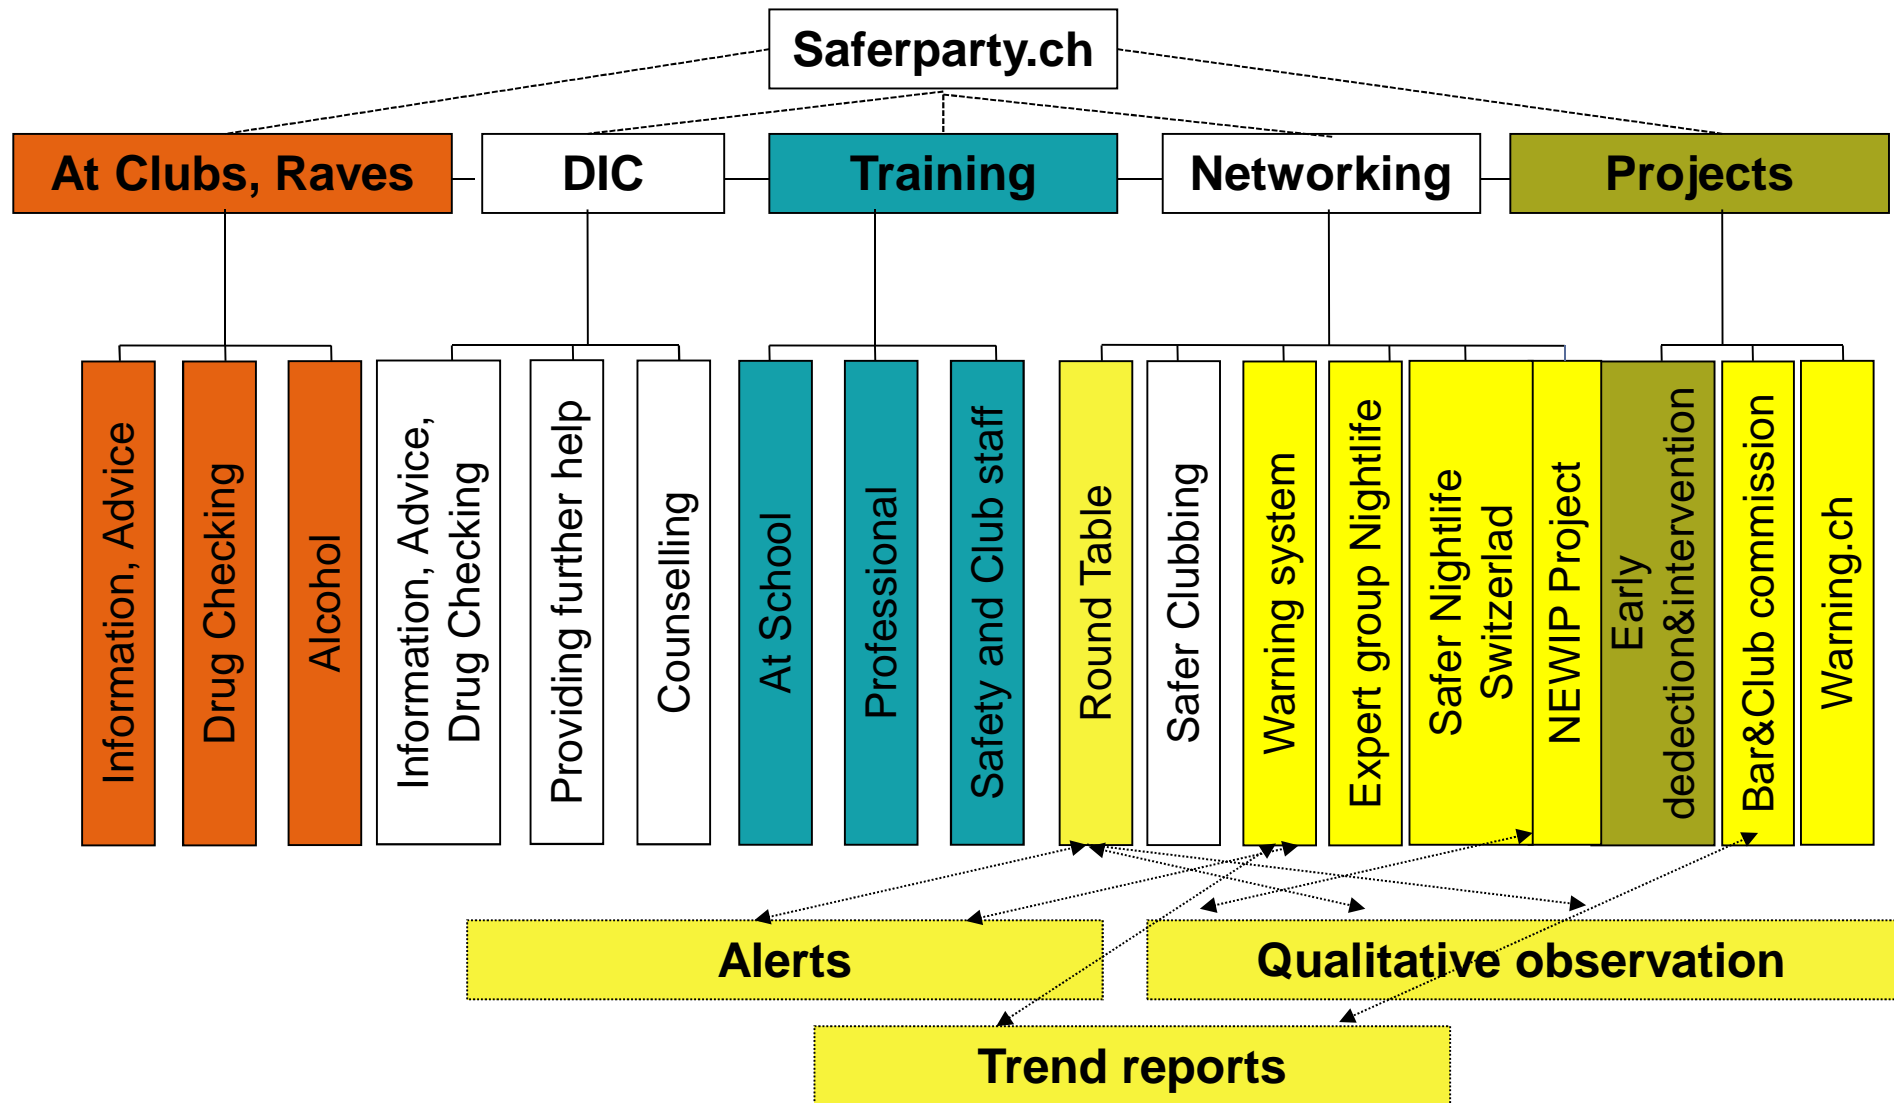 Saferparty.ch
At Clubs, Raves
DIC
Training
Networking
Projects
Information, Advice
Drug Checking
Alcohol
Information, Advice,
Drug Checking
Providing further help
Counselling
At School
Professional
Safety and Club staff
Round Table
Safer Clubbing
Warning system
Expert group Nightlife
Safer Nightlife
Switzerlad
NEWIP Project
Early
dedection&intervention
Bar&Club commission
Warning.ch
Alerts
Qualitative observation
Trend reports